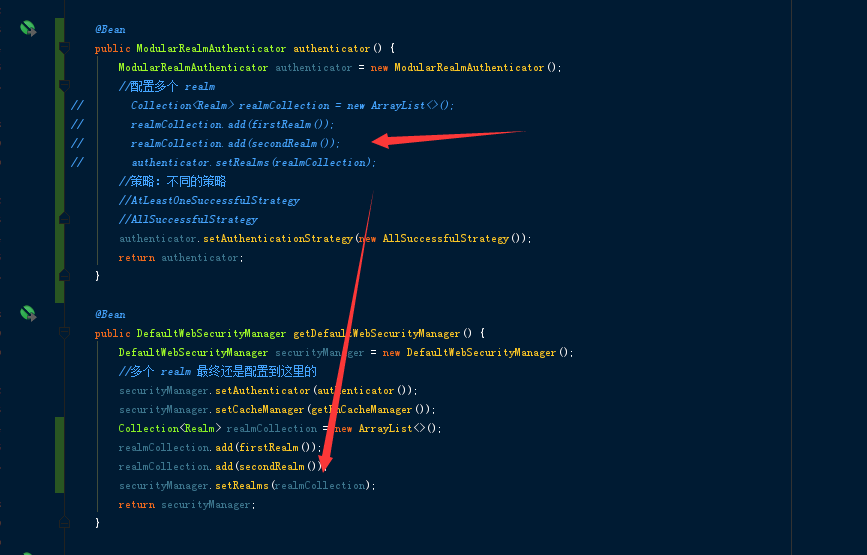 @Bean
public ModularRealmAuthenticator authenticator() {
ModularRealmAuthenticator authenticator = new ModularRealmAuthenticator();
//配置多个 realm
// Collection<Realm> realmCollection = new ArrayList<>();
// realmCollection.add(firstRealm());
// realmCollection.add(secondRealm());
// authenticator.setRealms(realmCollection);
//策略：不同的策略
//AtLeastOneSuccessfulStrategy
//AllSuccessfulStrategy
authenticator.setAuthenticationStrategy(new AllSuccessfulStrategy());
return authenticator;
}
@Bean
public DefaultWebSecurityManager getDefaultWebSecurityManager() {
DefaultWebSecurityManager securityManager = new DefaultWebSecurityManager();
//多个 realm 最终还是配置到这里的
securityManager.setAuthenticator(authenticator());
securityManager.setCacheManager(getEhCacheManager());
Collection<Realm> realmCollection = new ArrayList<>();
realmCollection.add(firstRealm());
realmCollection.add(secondRealm());
securityManager.setRealms(realmCollection);
return securityManager;
}